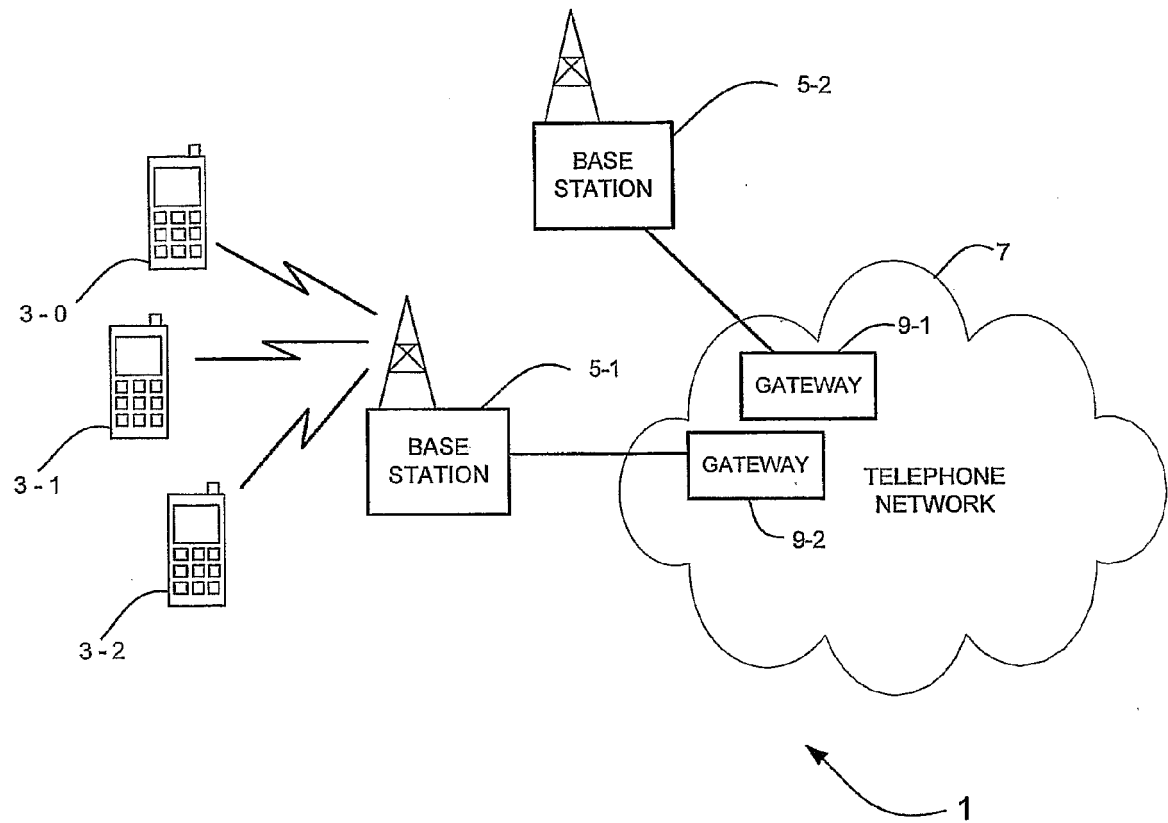 5-2
BASE
STATION
3-0
7
9-1
GATEWAY
5-1
3-1
BASE
STATION
GATEWAY
TELEPHONE
NETWORK
9-2
3-2
1